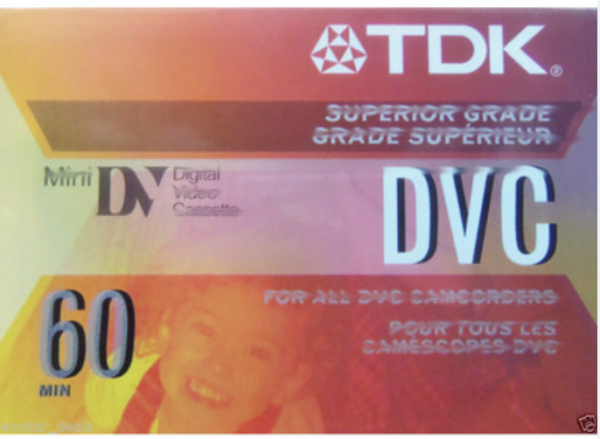 TDK®
SUPERIOR GRADE
GRADE SUPÉRIEUR
Mini DV Digital
Video
Cassette
DVC
60
MIN
FOR ALL DVC CAMCORDERS
POUR TOUS LES
CAMÉSCOPES DVC